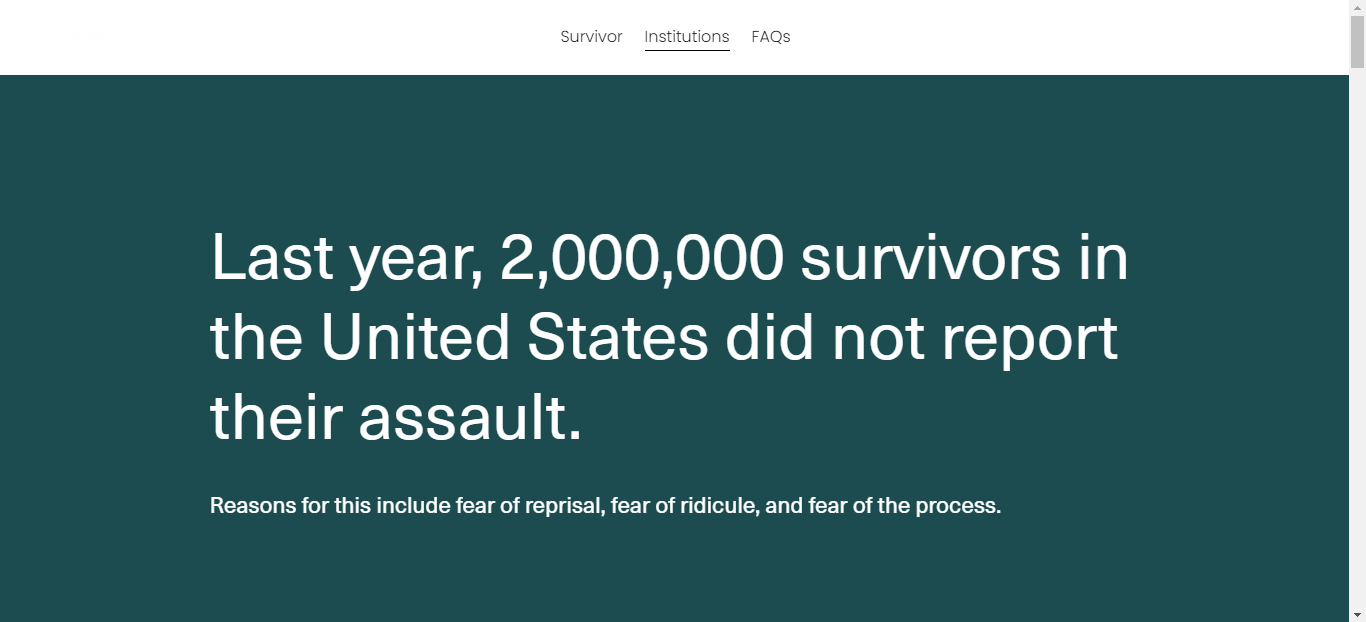 Survivor Institutions FAQs
Last year, 2,000,000 survivors in
the United States did not report
their assault.
Reasons for this include fear of reprisal, fear of ridicule, and fear of the process.